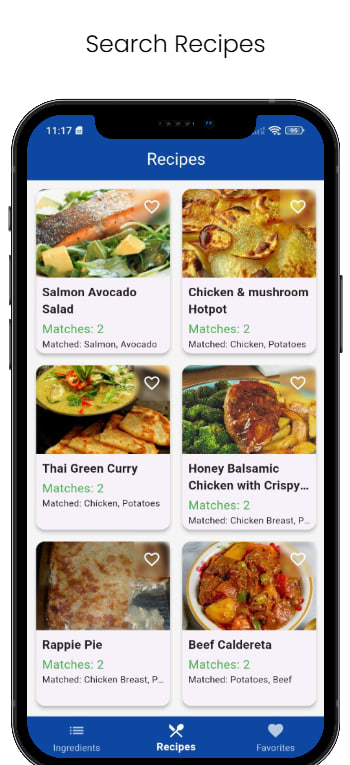 Search Recipes
11:17
95
Recipes
Salmon Avocado
Salad
Matches: 2
Matched: Salmon, Avocado
Chicken & mushroom
Hotpot
Matches: 2
Matched: Chicken, Potatoes
Thai Green Curry
Matches: 2
Matched: Chicken, Potatoes
Honey Balsamic
Chicken with Crispy...
Matches: 2
Matched: Chicken Breast, P...
Rappie Pie
Matches: 2
Matched: Chicken Breast, P...
Beef Caldereta
Matches: 2
Matched: Potatoes, Beef
Ingredients
Recipes
Favorites